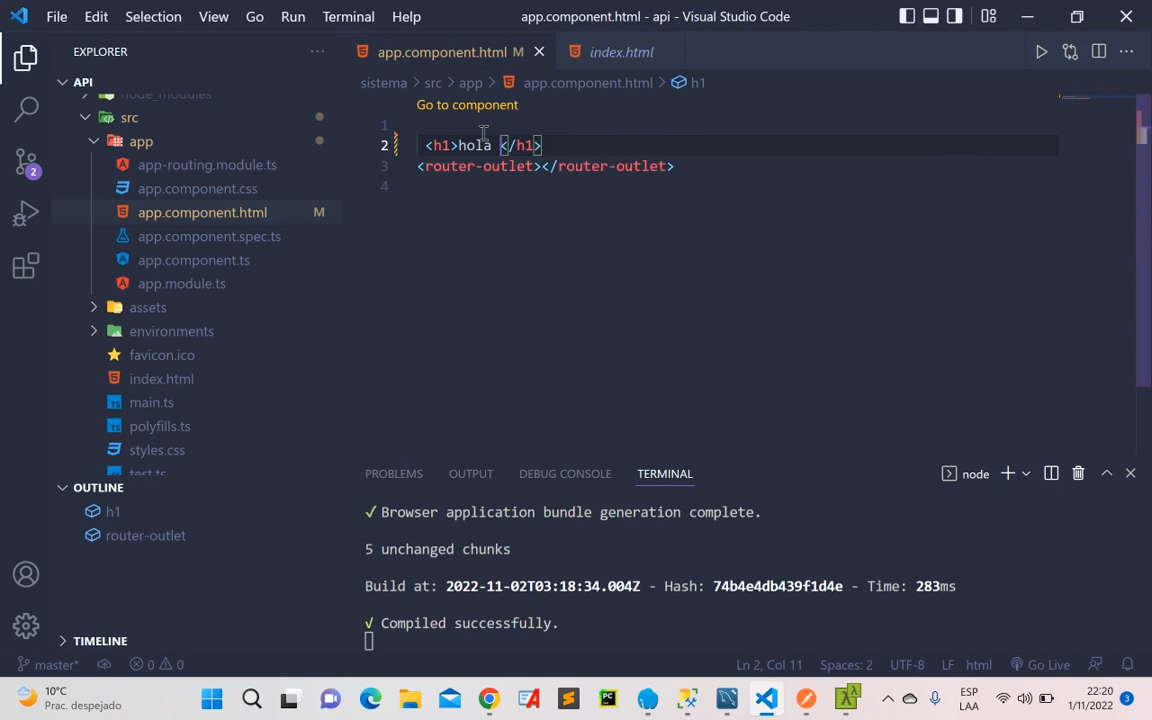 File Edit Selection View Go Run Terminal Help
app.component.html - api - Visual Studio Code
EXPLORER
app.component.html M
index.html
API
sistema > src > app > app.component.html > h1
node_modules
Go to component
src
1
app
2 <h1>hola </h1>
app-routing.module.ts
3 <router-outlet></router-outlet>
2
app.component.css
4
app.component.html M
app.component.spec.ts
app.component.ts
app.module.ts
assets
environments
favicon.ico
index.html
main.ts
polyfills.ts
styles.css
test.ts
PROBLEMS OUTPUT DEBUG CONSOLE TERMINAL
node
OUTLINE
h1
router-outlet
✓ Browser application bundle generation complete.
5 unchanged chunks
Build at: 2022-11-02T03:18:34.004Z - Hash: 74b4e4db439f1d4e - Time: 283ms
✓ Compiled successfully.
TIMELINE
master* 0 0
Ln 2, Col 11 Spaces: 2 UTF-8 LF html Go Live
10°C
Prac. despejado
PC
ESP
LAA
22:20
1/11/2022
3